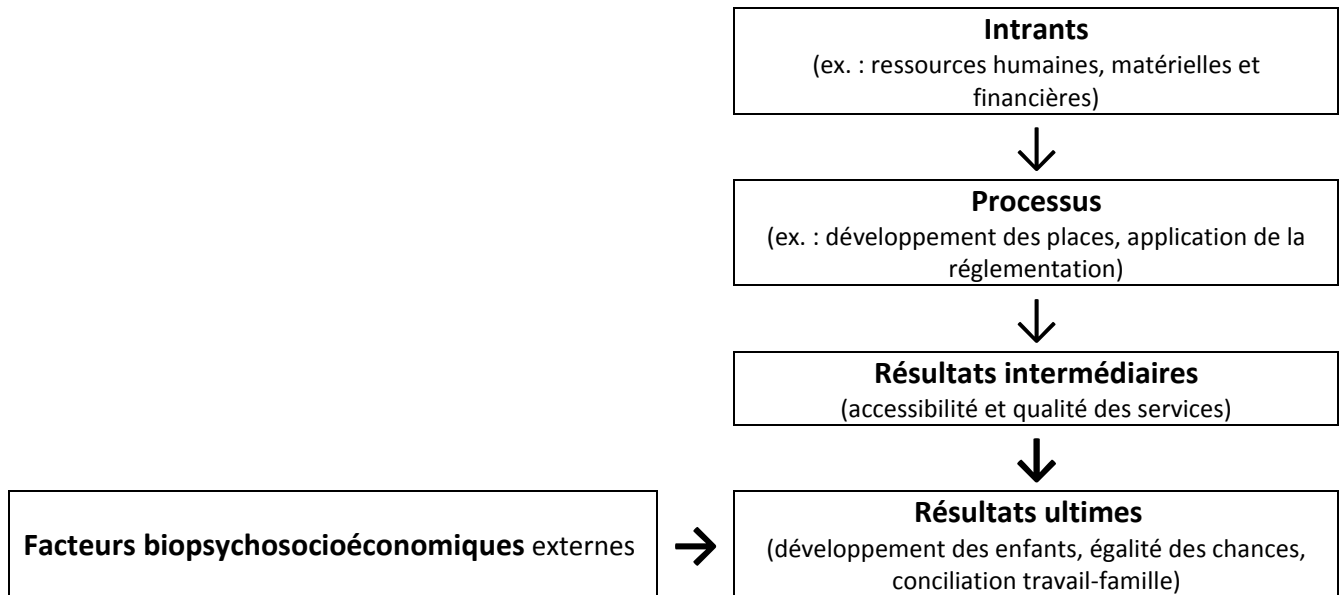 Intrants
(ex. : ressources humaines, matérielles et
financières)
Processus
(ex. : développement des places, application de la
réglementation)
Résultats intermédiaires
(accessibilité et qualité des services)
Facteurs biopsychosocioéconomiques externes
Résultats ultimes
(développement des enfants, égalité des chances,
conciliation travail-famille)